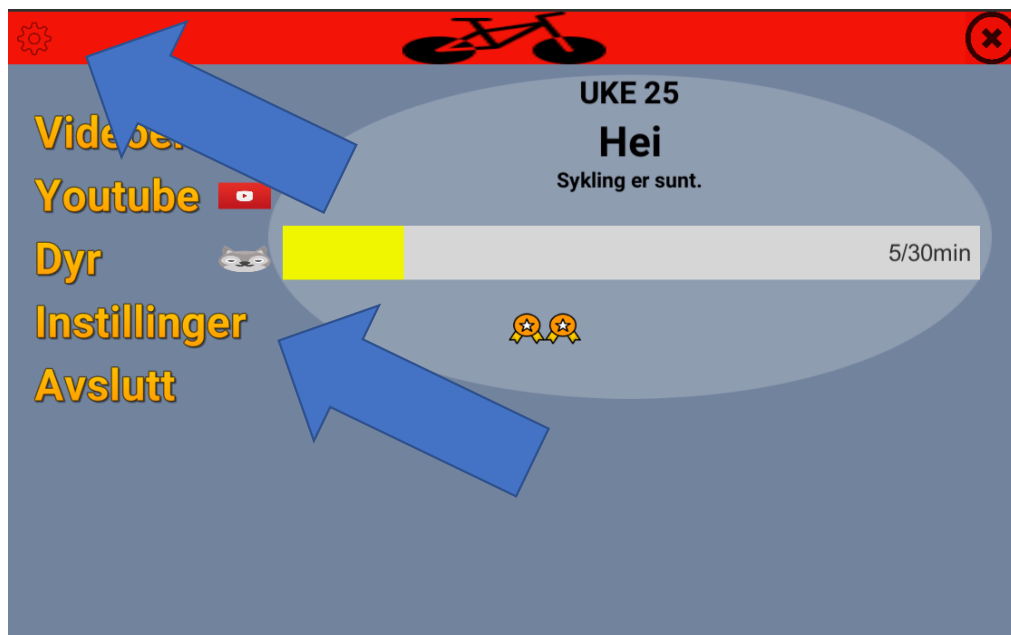 UKE 25
Hei
Sykling er sunt.
Youtube
Dyr
5/30min
Instillinger
Avslutt